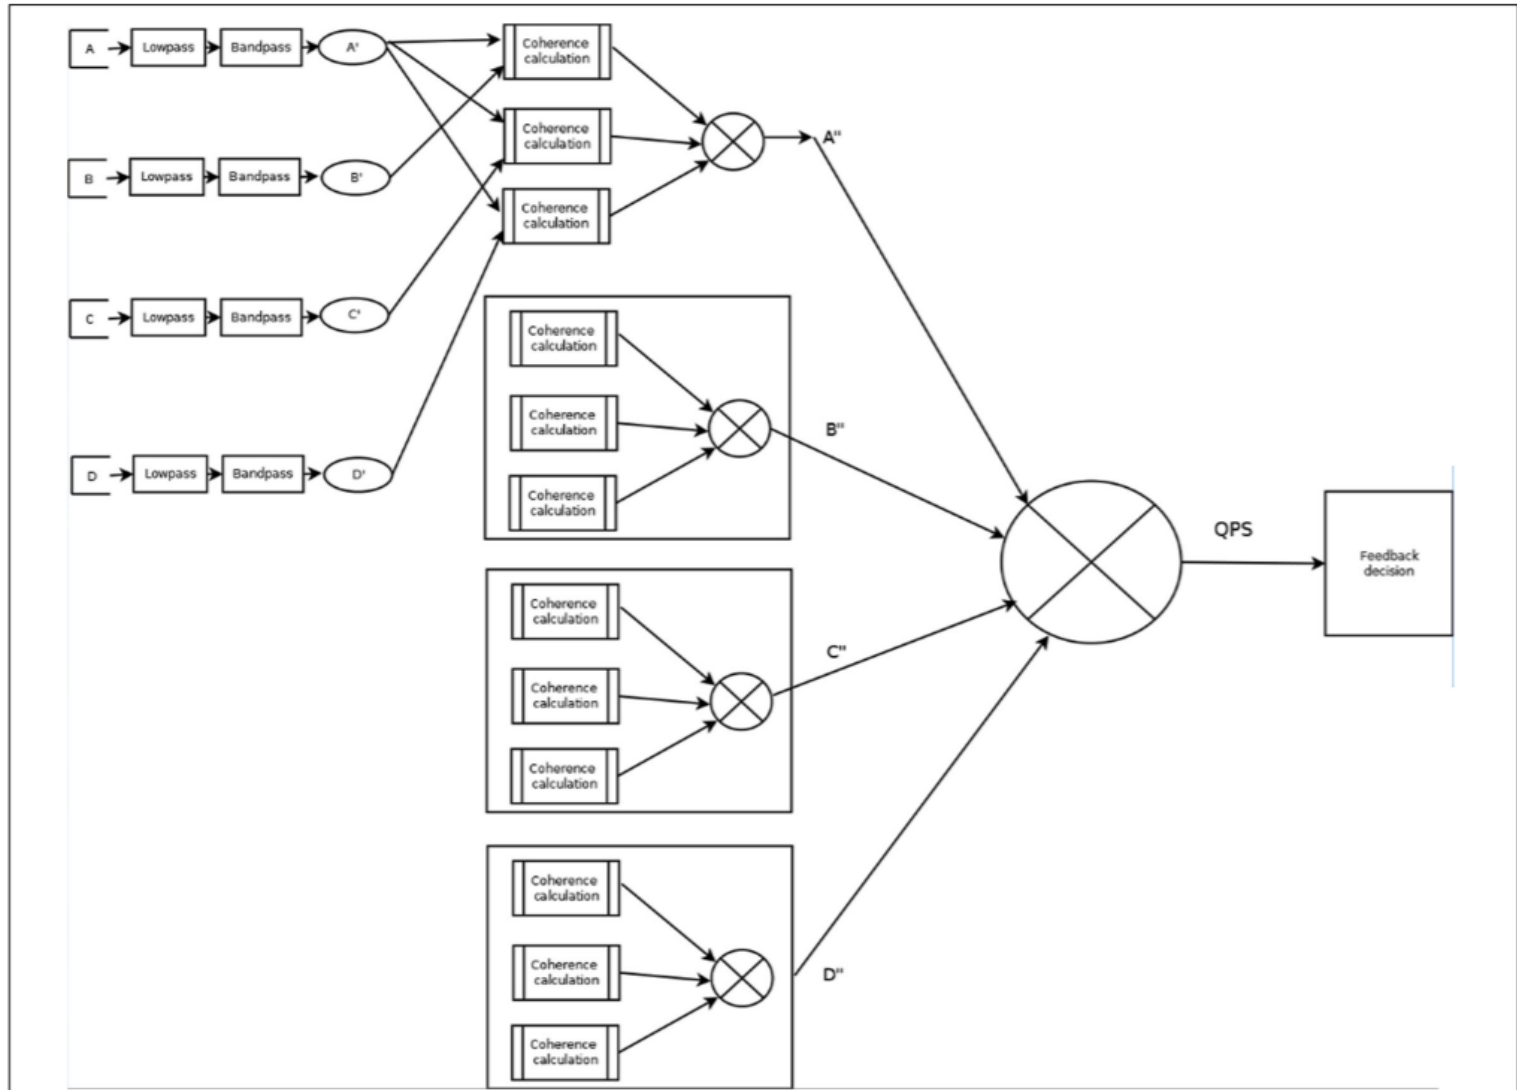 A
Lowpass
Bandpass
A'
Coherence
calculation
Coherence
calculation
A"
B
Lowpass
Bandpass
B'
Coherence
calculation
C
Lowpass
Bandpass
C'
D
Lowpass
Bandpass
D'
Coherence
calculation
Coherence
calculation
B"
Coherence
calculation
QPS
Feedback
decision
Coherence
calculation
C"
Coherence
calculation
Coherence
calculation
Coherence
calculation
Coherence
calculation
D"
Coherence
calculation